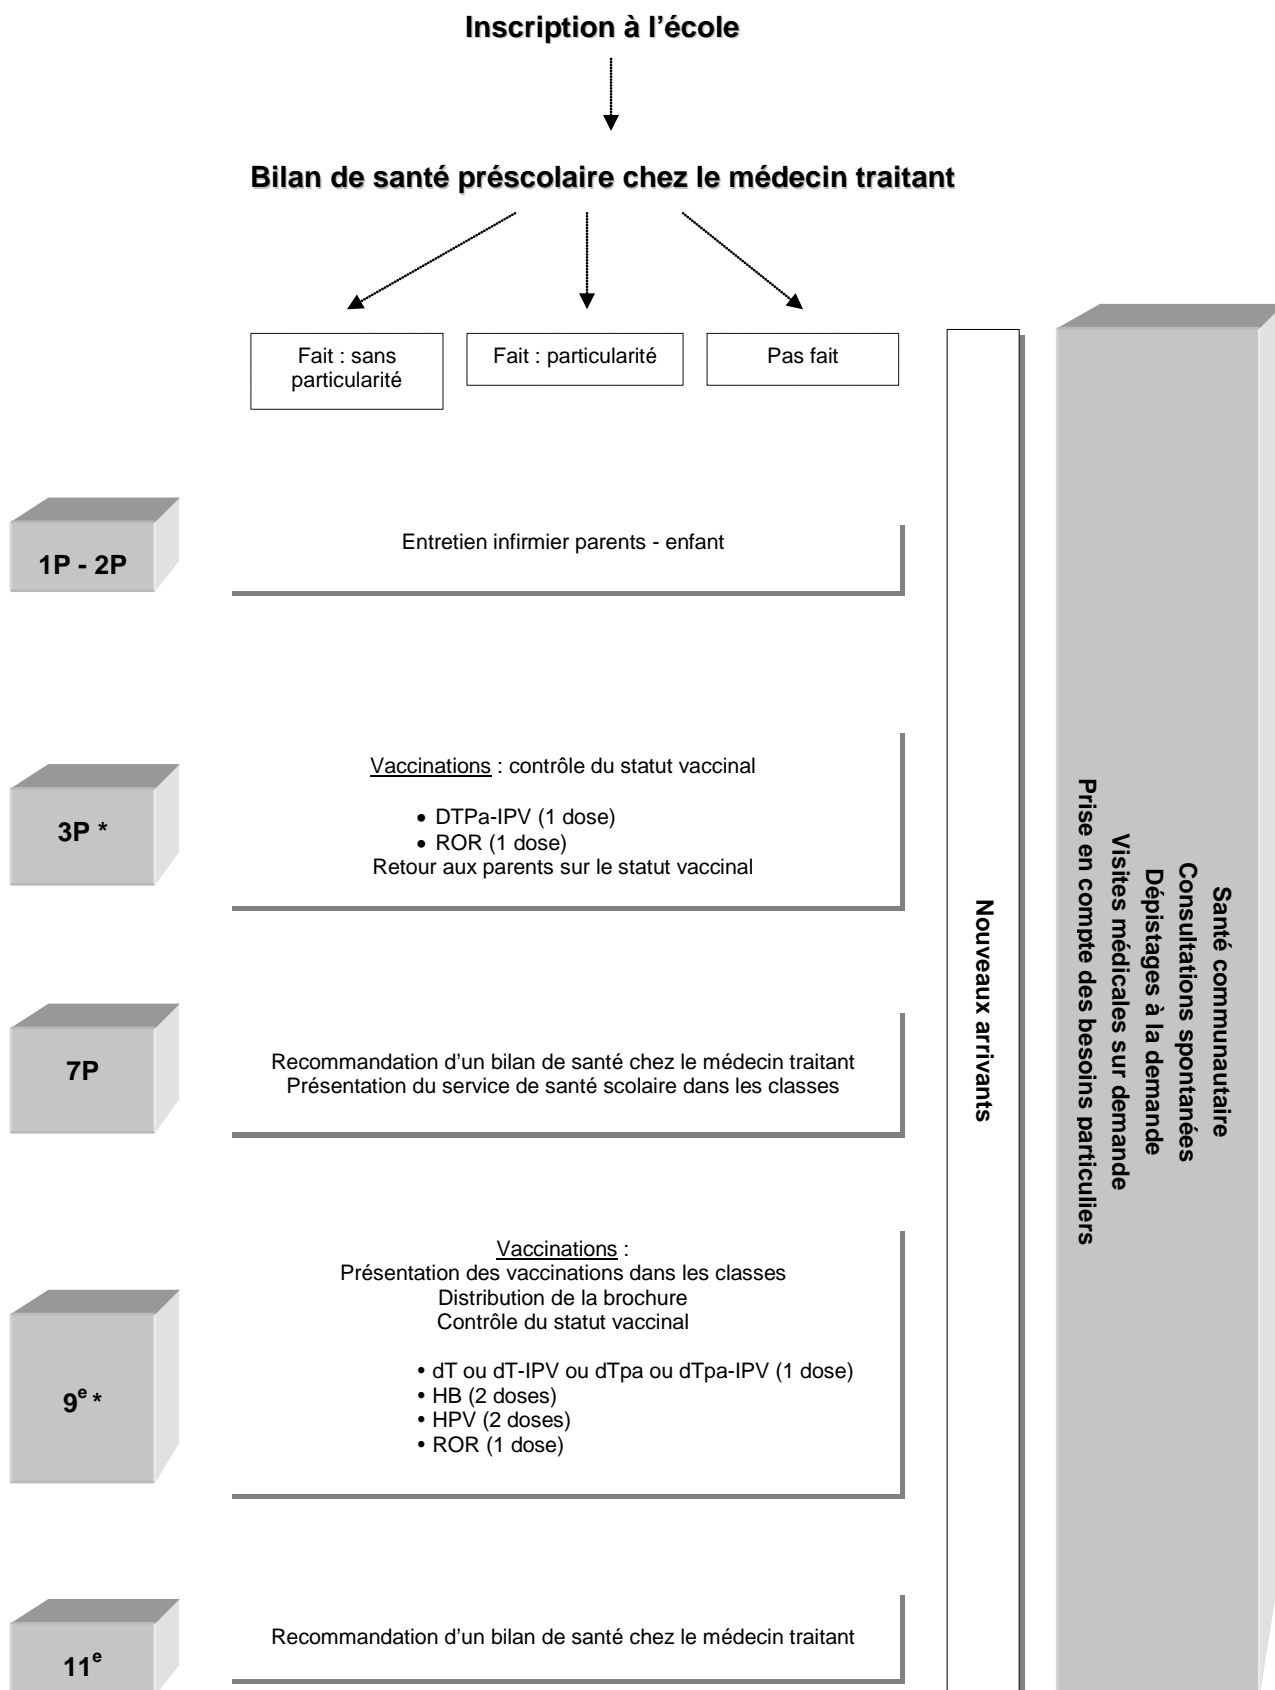 Inscription à l’école
Bilan de santé préscolaire chez le médecin traitant
Fait : sans
particularité
Fait : particularité
Pas fait
1P - 2P
Entretien infirmier parents - enfant
3P *
Vaccinations : contrôle du statut vaccinal
• DTPa-IPV (1 dose)
• ROR (1 dose)
Retour aux parents sur le statut vaccinal
7P
Recommandation d’un bilan de santé chez le médecin traitant
Présentation du service de santé scolaire dans les classes
9e *
Vaccinations :
Présentation des vaccinations dans les classes
Distribution de la brochure
Contrôle du statut vaccinal
• dT ou dT-IPV ou dTpa ou dTpa-IPV (1 dose)
• HB (2 doses)
• HPV (2 doses)
• ROR (1 dose)
11e
Recommandation d’un bilan de santé chez le médecin traitant
Nouveaux arrivants
Santé communautaire
Consultations spontanées
Dépistages à la demande
Visites médicales sur demande
Prise en compte des besoins particuliers